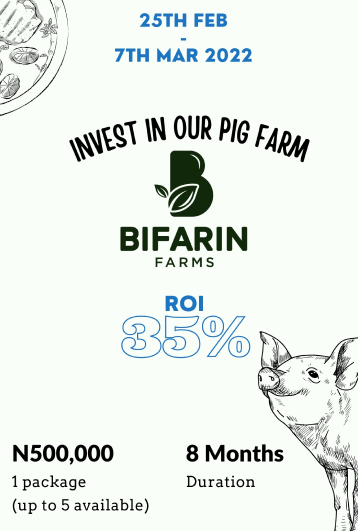 25TH FEB
-
7TH MAR 2022
INVEST IN OUR PIG FARM
B
BIFARIN
FARMS
ROI
35%
N500,000
8 Months
1 package
Duration
(up to 5 available)